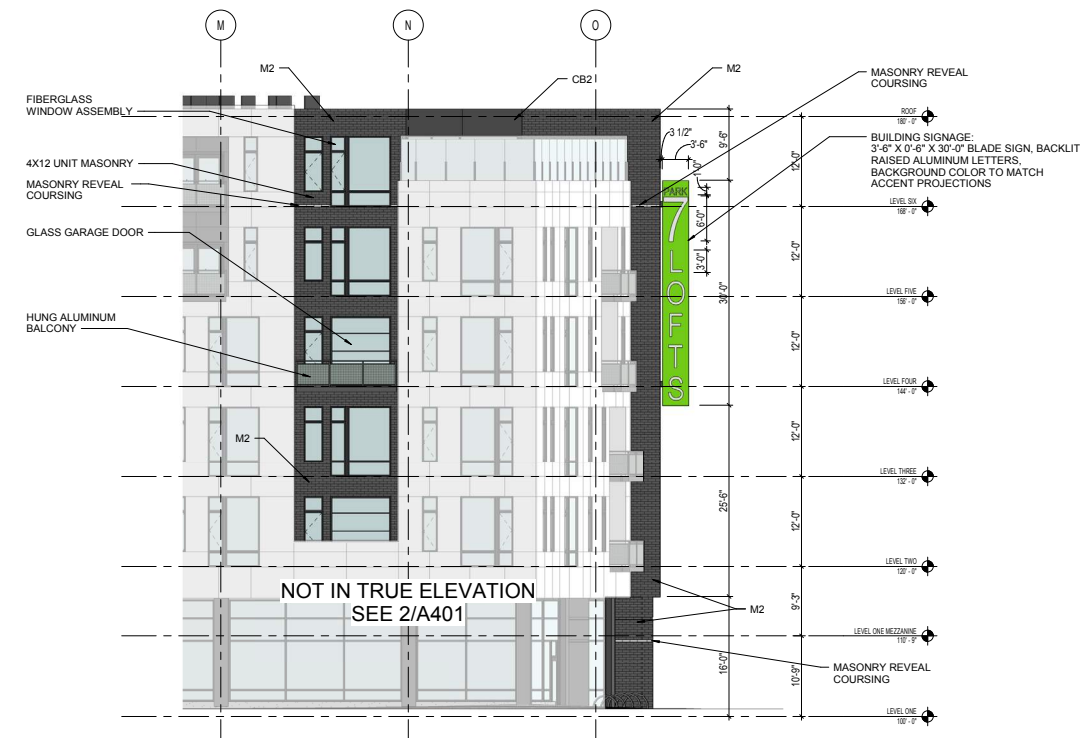 M
N
O
M2
CB2
M2
MASONRY REVEAL
COURSING
FIBERGLASS
WINDOW ASSEMBLY
ROOF
180' - 0"
3 1/2"
3'-6"
9'-6"
1'-0"
12'-0"
BUILDING SIGNAGE:
3'-6" X 0'-6" X 30'-0" BLADE SIGN, BACKLIT
RAISED ALUMINUM LETTERS,
BACKGROUND COLOR TO MATCH
ACCENT PROJECTIONS
4X12 UNIT MASONRY
MASONRY REVEAL
COURSING
PARK
7
L
O
F
T
S
LEVEL SIX
168' - 0"
6'-0"
GLASS GARAGE DOOR
12'-0"
3'-0"
30'-0"
LEVEL FIVE
156' - 0"
HUNG ALUMINUM
BALCONY
12'-0"
LEVEL FOUR
144' - 0"
12'-0"
M2
LEVEL THREE
132' - 0"
25'-6"
12'-0"
LEVEL TWO
120' - 0"
NOT IN TRUE ELEVATION
SEE 2/A401
M2
9'-3"
LEVEL ONE MEZZANINE
110' - 9"
MASONRY REVEAL
COURSING
16'-0"
10'-9"
LEVEL ONE
100' - 0"